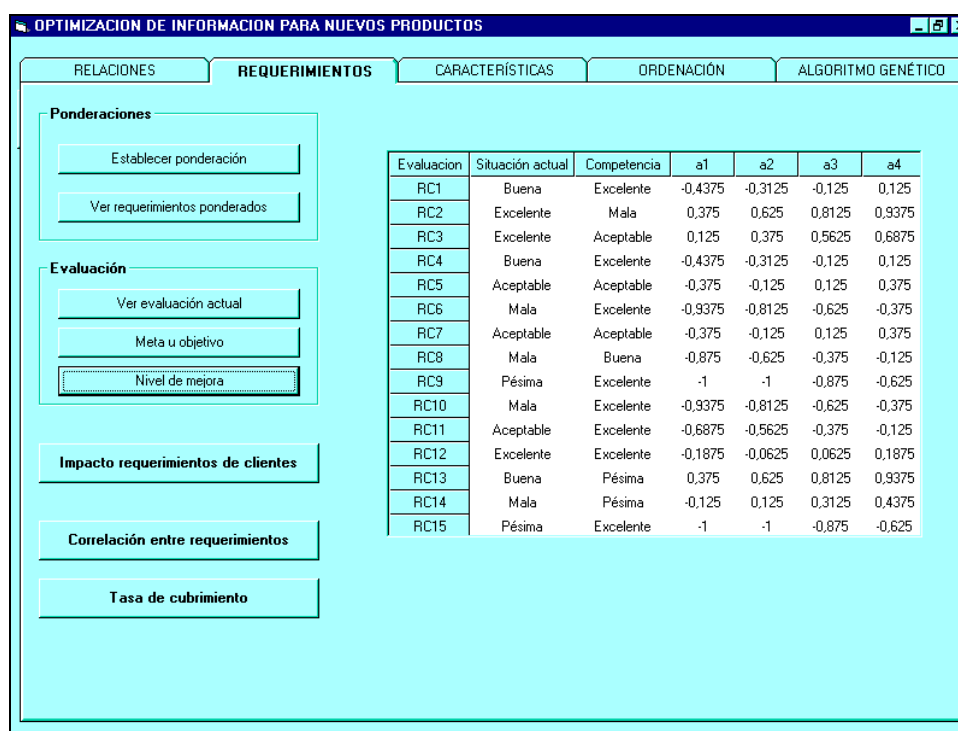 OPTIMIZACION DE INFORMACION PARA NUEVOS PRODUCTOS
RELACIONES REQUERIMIENTOS CARACTERÍSTICAS ORDENACIÓN ALGORITMO GENÉTICO
Ponderaciones
Establecer ponderación
Ver requerimientos ponderados
Evaluación
Ver evaluación actual
Meta u objetivo
Nivel de mejora
Impacto requerimientos de clientes
Correlación entre requerimientos
Tasa de cubrimiento
Evaluacion Situación actual Competencia a1 a2 a3 a4
RC1 Buena Excelente -0,4375 -0,3125 -0,125 0,125
RC2 Excelente Mala 0,375 0,625 0,8125 0,9375
RC3 Excelente Aceptable 0,125 0,375 0,5625 0,6875
RC4 Buena Excelente -0,4375 -0,3125 -0,125 0,125
RC5 Aceptable Aceptable -0,375 -0,125 0,125 0,375
RC6 Mala Excelente -0,9375 -0,8125 -0,625 -0,375
RC7 Aceptable Aceptable -0,375 -0,125 0,125 0,375
RC8 Mala Buena -0,875 -0,625 -0,375 -0,125
RC9 Pésima Excelente -1 -1 -0,875 -0,625
RC10 Mala Excelente -0,9375 -0,8125 -0,625 -0,375
RC11 Aceptable Excelente -0,6875 -0,5625 -0,375 -0,125
RC12 Excelente Excelente -0,1875 -0,0625 0,0625 0,1875
RC13 Buena Pésima 0,375 0,625 0,8125 0,9375
RC14 Mala Pésima -0,125 0,125 0,3125 0,4375
RC15 Pésima Excelente -1 -1 -0,875 -0,625